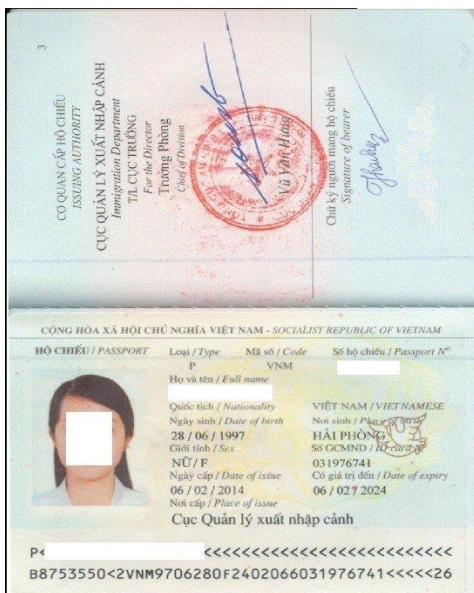 3
CƠ QUAN CẤP HỘ CHIẾU
ISSUING AUTHORITY
CỤC QUẢN LÝ XUẤT NHẬP CẢNH
Immigration Department
T/L CỤC TRƯỞNG
For the Director
Trưởng Phòng
Chief of Division
Vũ Văn Hưng
Chữ ký người mang hộ chiếu
Signature of bearer
CỘNG HÒA XÃ HỘI CHỦ NGHĨA VIỆT NAM - SOCIALIST REPUBLIC OF VIETNAM
HỘ CHIẾU / PASSPORT Loại / Type Mã số / Code Số hộ chiếu / Passport Nº
P VNM
Họ và tên / Full name
Quốc tịch / Nationality VIỆT NAM / VIETNAMESE
Ngày sinh / Date of birth Nơi sinh / Place of birth
28 / 06 / 1997 HẢI PHÒNG
Giới tính / Sex Số GCMND / ID card Nº
NỮ / F 031976741
Ngày cấp / Date of issue Có giá trị đến / Date of expiry
06 / 02 / 2014 06 / 02 / 2024
Nơi cấp / Place of issue
Cục Quản lý xuất nhập cảnh
P< <<<<<<<<<<<<<<<<<<<<<<<<<<
B8753550<2VNM9706280F2402066031976741<<<<<26